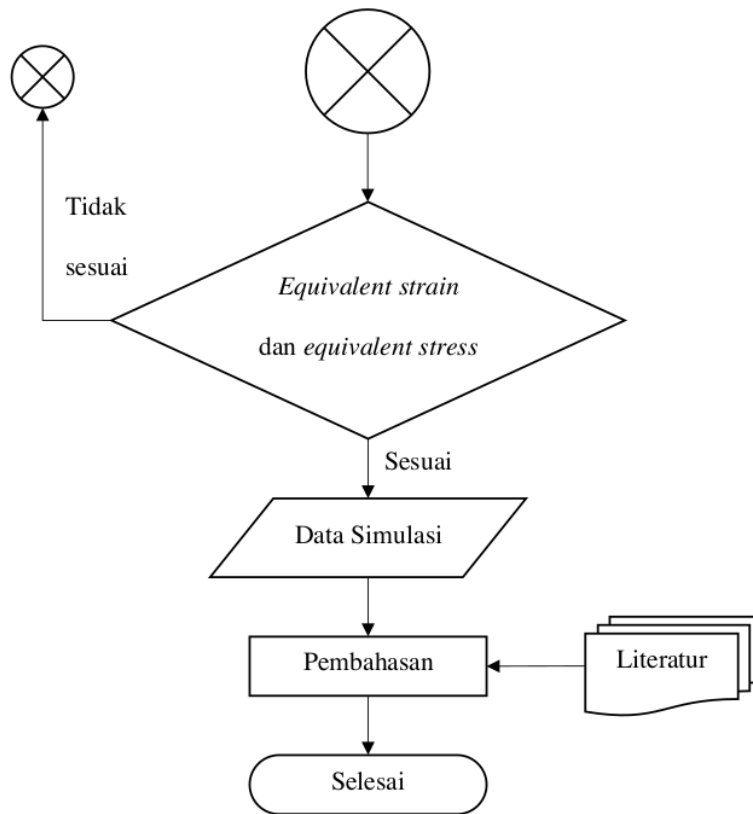 Tidak
sesuai
Equivalent strain
dan equivalent stress
Sesuai
Data Simulasi
Pembahasan
Literatur
Selesai